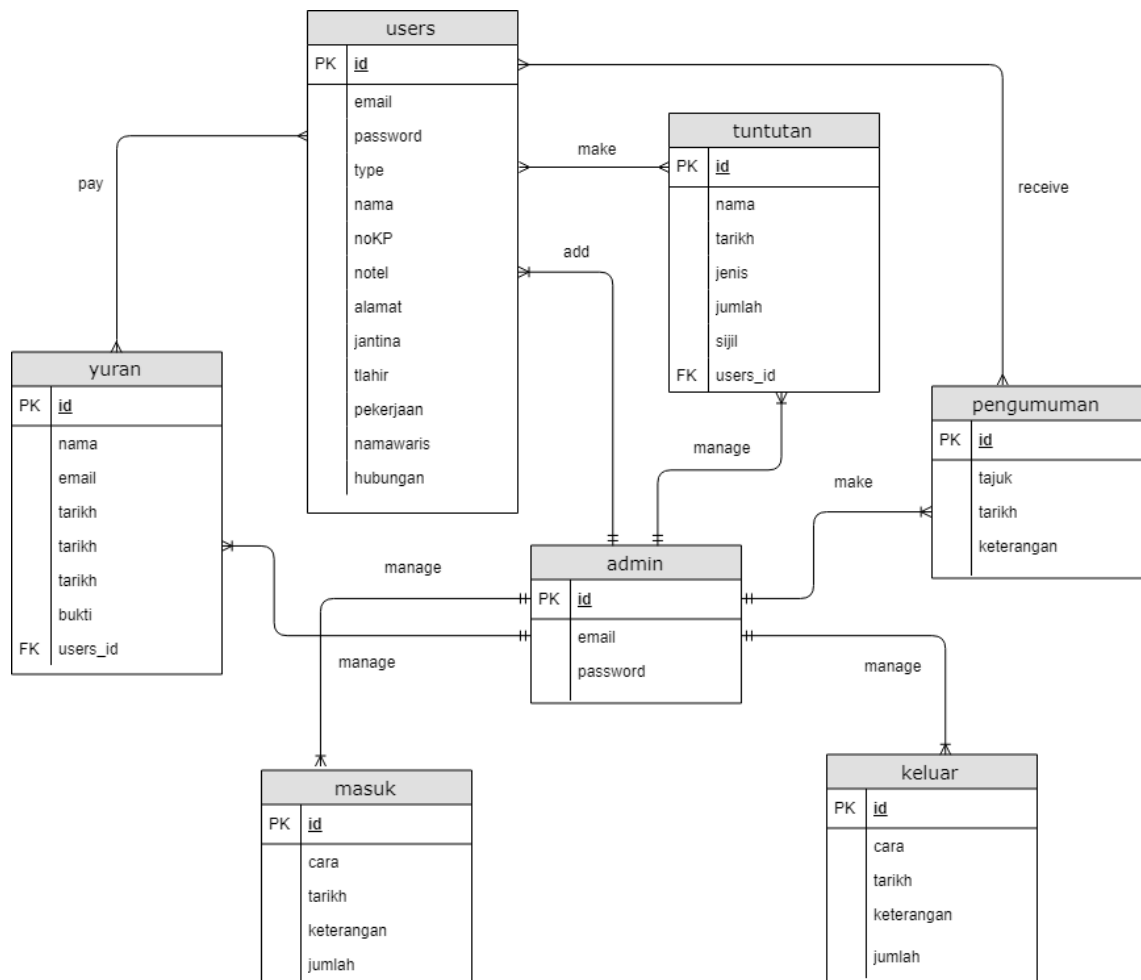 users
PK id
email
password
type
nama
noKP
notel
alamat
jantina
tlahir
pekerjaan
namawaris
hubungan
pay
make
add
receive
tuntutan
PK id
nama
tarikh
jenis
jumlah
sijil
FK users_id
yuran
PK id
nama
email
tarikh
tarikh
tarikh
bukti
FK users_id
pengumuman
PK id
tajuk
tarikh
keterangan
manage
make
manage
admin
PK id
email
password
manage
manage
masuk
PK id
cara
tarikh
keterangan
jumlah
keluar
PK id
cara
tarikh
keterangan
jumlah